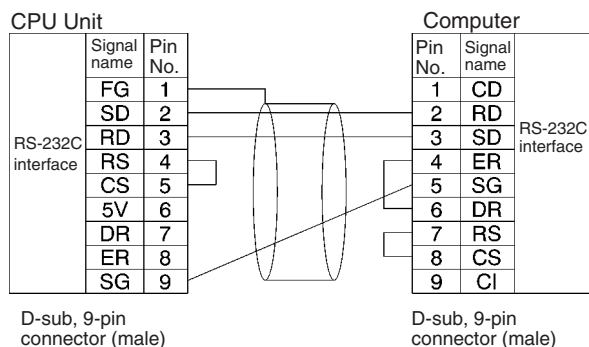 CPU Unit
Computer
Signal name Pin No.
Pin No. Signal name
RS-232C interface
FG 1
SD 2
RD 3
RS 4
CS 5
5V 6
DR 7
ER 8
SG 9
1 CD
2 RD
3 SD
4 ER
5 SG
6 DR
7 RS
8 CS
9 CI
RS-232C interface
D-sub, 9-pin
connector (male)
D-sub, 9-pin
connector (male)